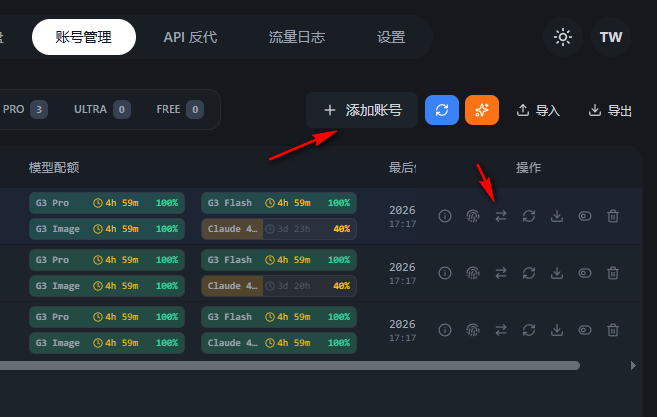 账号管理 API 反代 流量日志 设置 TW
PRO 3 ULTRA 0 FREE 0 添加账号 导入 导出
模型配额 最后 操作
G3 Pro 4h 59m 100% G3 Flash 4h 59m 100% 2026
G3 Image 4h 59m 100% Claude 4… 3d 23h 40% 17:17
G3 Pro 4h 59m 100% G3 Flash 4h 59m 100% 2026
G3 Image 4h 59m 100% Claude 4… 3d 20h 40% 17:17
G3 Pro 4h 59m 100% G3 Flash 4h 59m 100% 2026
G3 Image 4h 59m 100% Claude 4… 4h 59m 100% 17:17